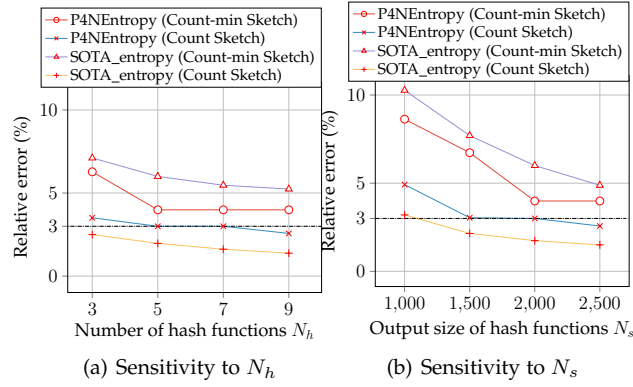 P4NEntropy (Count-min Sketch)
P4NEntropy (Count Sketch)
SOTA_entropy (Count-min Sketch)
SOTA_entropy (Count Sketch)
10
5
3
0
Relative error (%)
3 5 7 9
Number of hash functions N_h
(a) Sensitivity to N_h
P4NEntropy (Count-min Sketch)
P4NEntropy (Count Sketch)
SOTA_entropy (Count-min Sketch)
SOTA_entropy (Count Sketch)
10
5
3
0
Relative error (%)
1,000 1,500 2,000 2,500
Output size of hash functions N_s
(b) Sensitivity to N_s